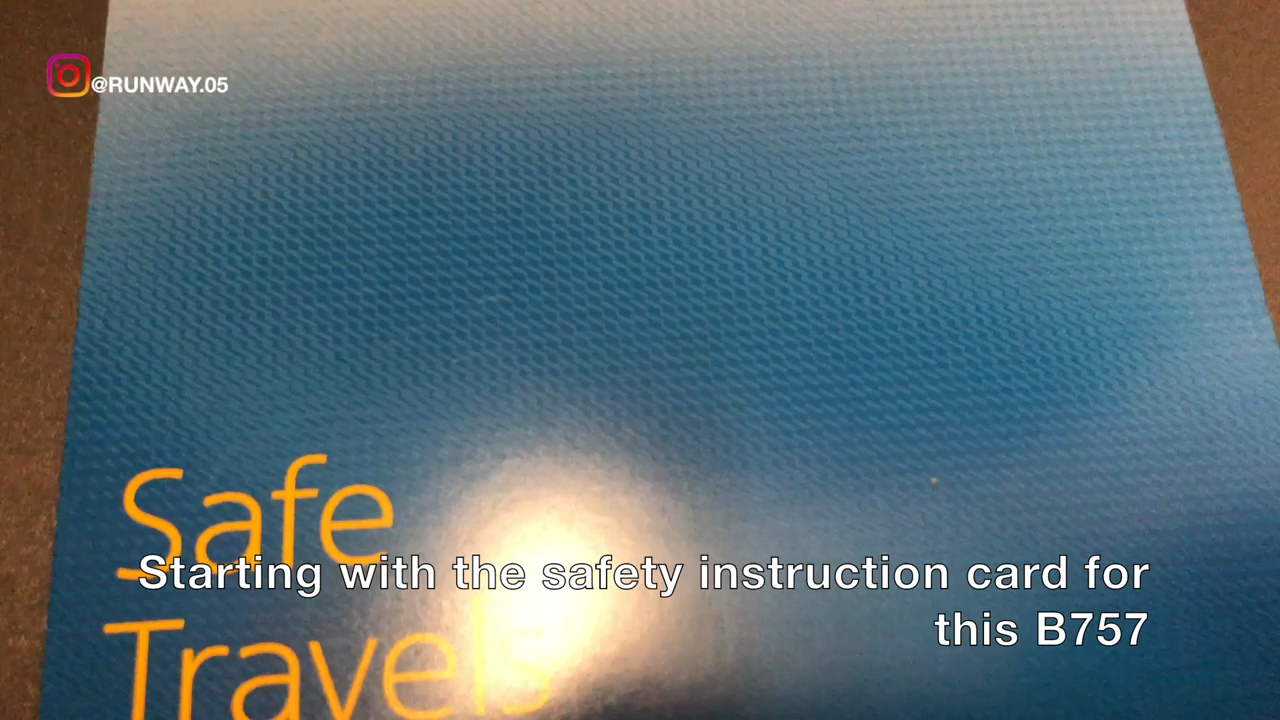 @RUNWAY.05
Safe
Travels
Starting with the safety instruction card for
this B757